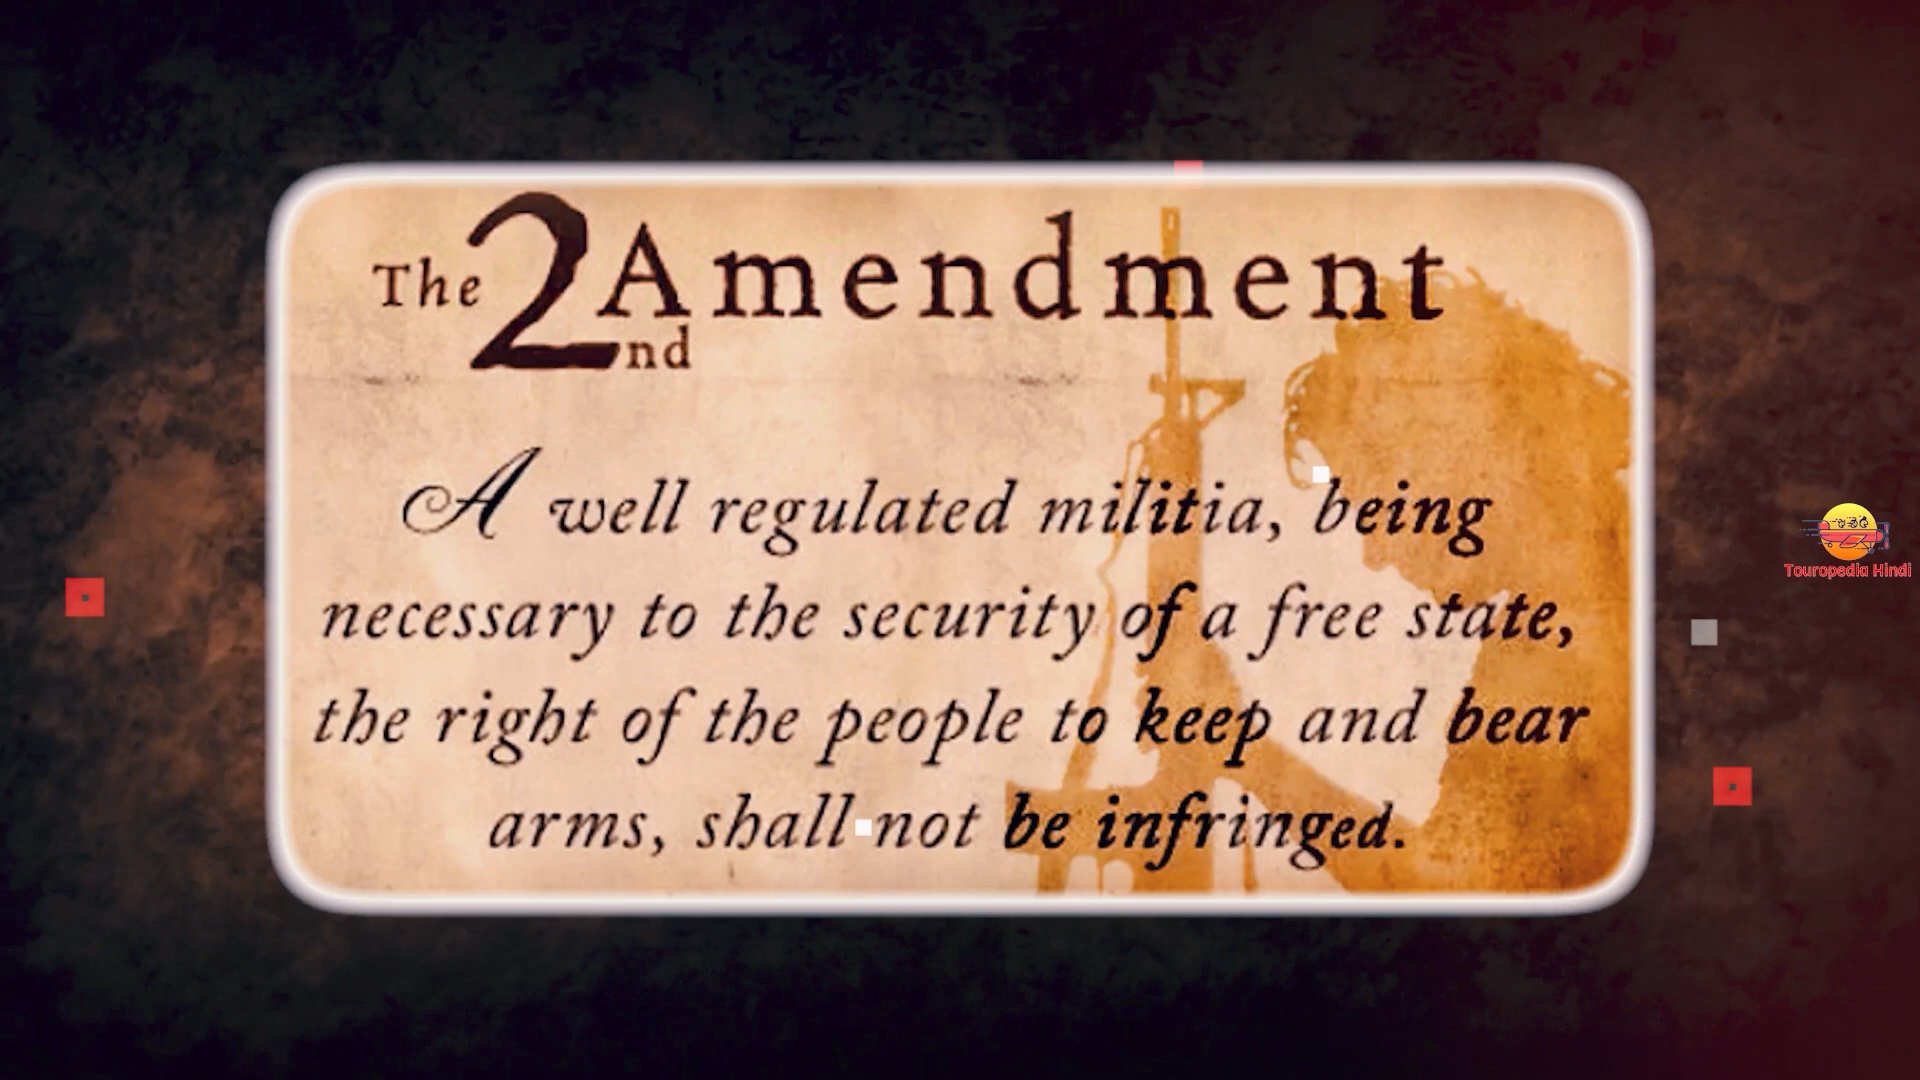 The 2nd Amendment
A well regulated militia, being
necessary to the security of a free state,
the right of the people to keep and bear
arms, shall not be infringed.
Touropedia Hindi